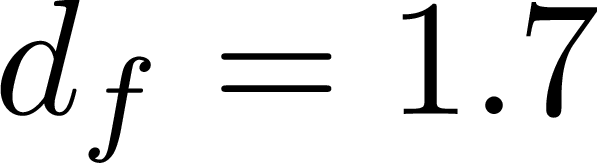 d_f = 1.7